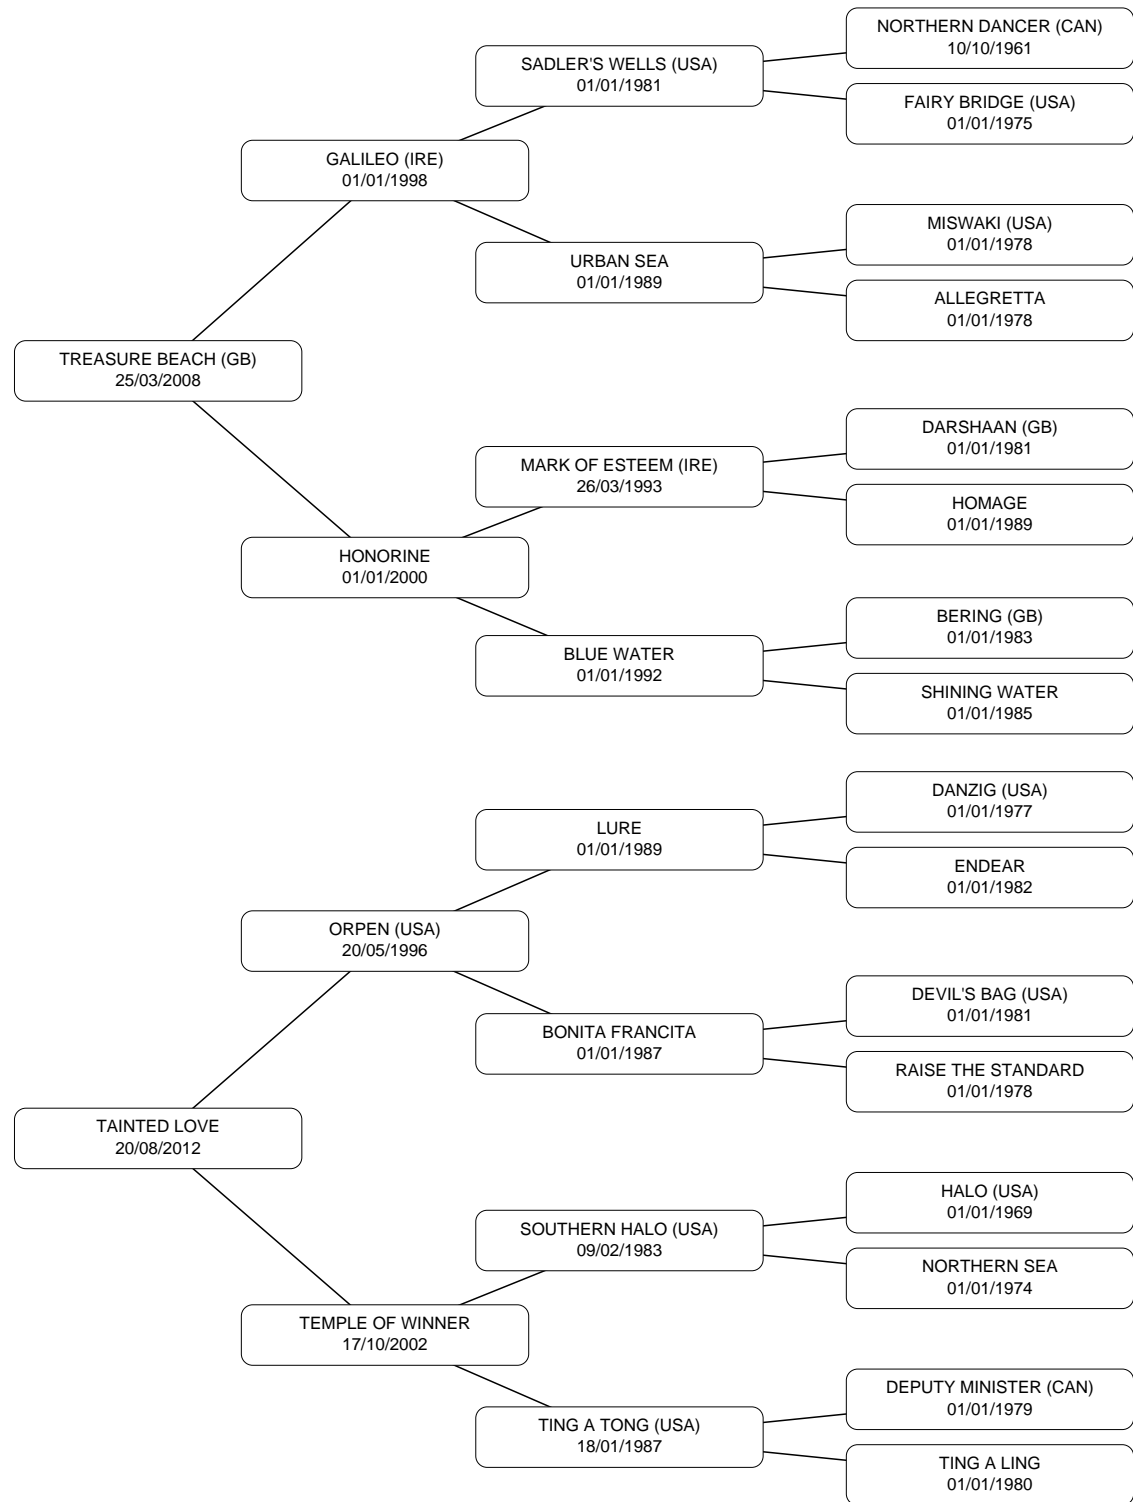 NORTHERN DANCER (CAN)
10/10/1961
SADLER'S WELLS (USA)
01/01/1981
FAIRY BRIDGE (USA)
01/01/1975
GALILEO (IRE)
01/01/1998
MISWAKI (USA)
01/01/1978
URBAN SEA
01/01/1989
ALLEGRETTA
01/01/1978
TREASURE BEACH (GB)
25/03/2008
DARSHAAN (GB)
01/01/1981
MARK OF ESTEEM (IRE)
26/03/1993
HOMAGE
01/01/1989
HONORINE
01/01/2000
BERING (GB)
01/01/1983
BLUE WATER
01/01/1992
SHINING WATER
01/01/1985
DANZIG (USA)
01/01/1977
LURE
01/01/1989
ENDEAR
01/01/1982
ORPEN (USA)
20/05/1996
DEVIL'S BAG (USA)
01/01/1981
BONITA FRANCITA
01/01/1987
RAISE THE STANDARD
01/01/1978
TAINTED LOVE
20/08/2012
HALO (USA)
01/01/1969
SOUTHERN HALO (USA)
09/02/1983
NORTHERN SEA
01/01/1974
TEMPLE OF WINNER
17/10/2002
DEPUTY MINISTER (CAN)
01/01/1979
TING A TONG (USA)
18/01/1987
TING A LING
01/01/1980